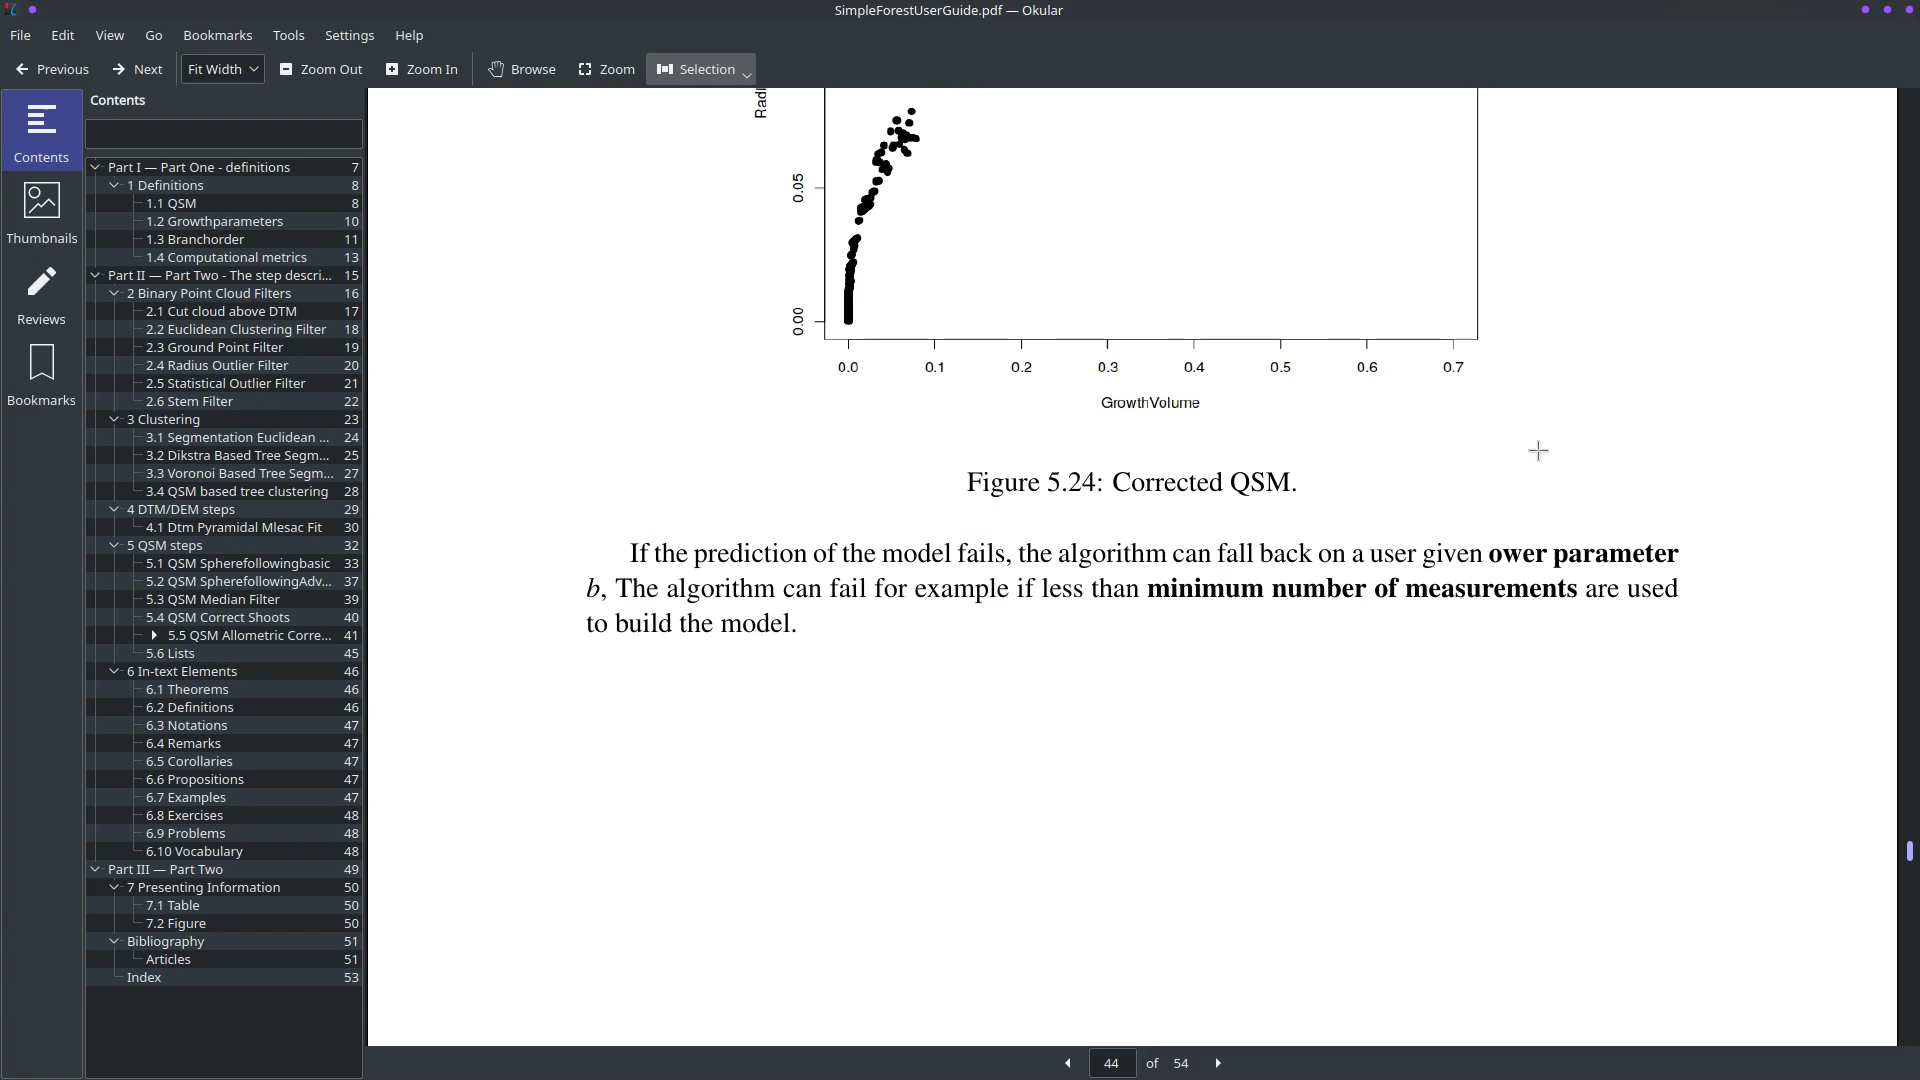 SimpleForestUserGuide.pdf — Okular
File Edit View Go Bookmarks Tools Settings Help
Previous Next Fit Width Zoom Out Zoom In Browse Zoom Selection
Contents
Thumbnails
Reviews
Bookmarks
Contents
Part I — Part One - definitions 7
1 Definitions 8
1.1 QSM 8
1.2 Growthparameters 10
1.3 Branchorder 11
1.4 Computational metrics 13
Part II — Part Two - The step descri... 15
2 Binary Point Cloud Filters 16
2.1 Cut cloud above DTM 17
2.2 Euclidean Clustering Filter 18
2.3 Ground Point Filter 19
2.4 Radius Outlier Filter 20
2.5 Statistical Outlier Filter 21
2.6 Stem Filter 22
3 Clustering 23
3.1 Segmentation Euclidean ... 24
3.2 Dikstra Based Tree Segm... 25
3.3 Voronoi Based Tree Segm... 27
3.4 QSM based tree clustering 28
4 DTM/DEM steps 29
4.1 Dtm Pyramidal Mlesac Fit 30
5 QSM steps 32
5.1 QSM Spherefollowingbasic 33
5.2 QSM SpherefollowingAdv... 37
5.3 QSM Median Filter 39
5.4 QSM Correct Shoots 40
5.5 QSM Allometric Corre... 41
5.6 Lists 45
6 In-text Elements 46
6.1 Theorems 46
6.2 Definitions 46
6.3 Notations 47
6.4 Remarks 47
6.5 Corollaries 47
6.6 Propositions 47
6.7 Examples 47
6.8 Exercises 48
6.9 Problems 48
6.10 Vocabulary 48
Part III — Part Two 49
7 Presenting Information 50
7.1 Table 50
7.2 Figure 50
Bibliography 51
Articles 51
Index 53
Radi
0.05
0.00
0.0 0.1 0.2 0.3 0.4 0.5 0.6 0.7
GrowthVolume
Figure 5.24: Corrected QSM.
If the prediction of the model fails, the algorithm can fall back on a user given ower parameter
b, The algorithm can fail for example if less than minimum number of measurements are used
to build the model.
44 of 54